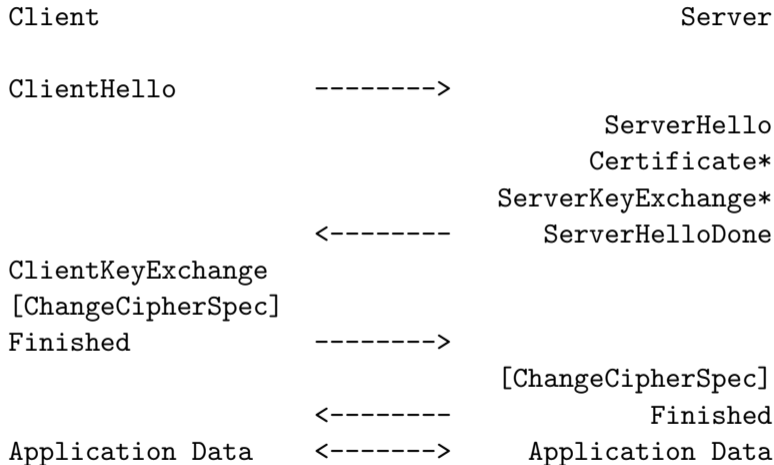 Client Server
ClientHello -------->
ServerHello
Certificate*
ServerKeyExchange*
<-------- ServerHelloDone
ClientKeyExchange
[ChangeCipherSpec]
Finished -------->
[ChangeCipherSpec]
<-------- Finished
Application Data <-------> Application Data